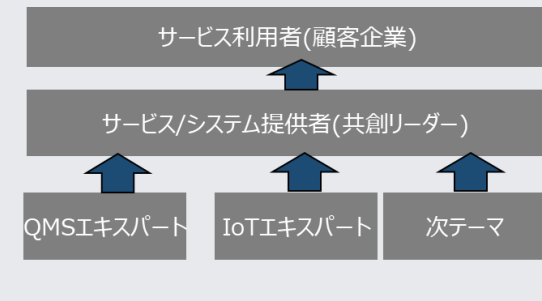 サービス利用者(顧客企業)
サービス/システム提供者(共創リーダー)
QMSエキスパート
IoTエキスパート
次テーマ